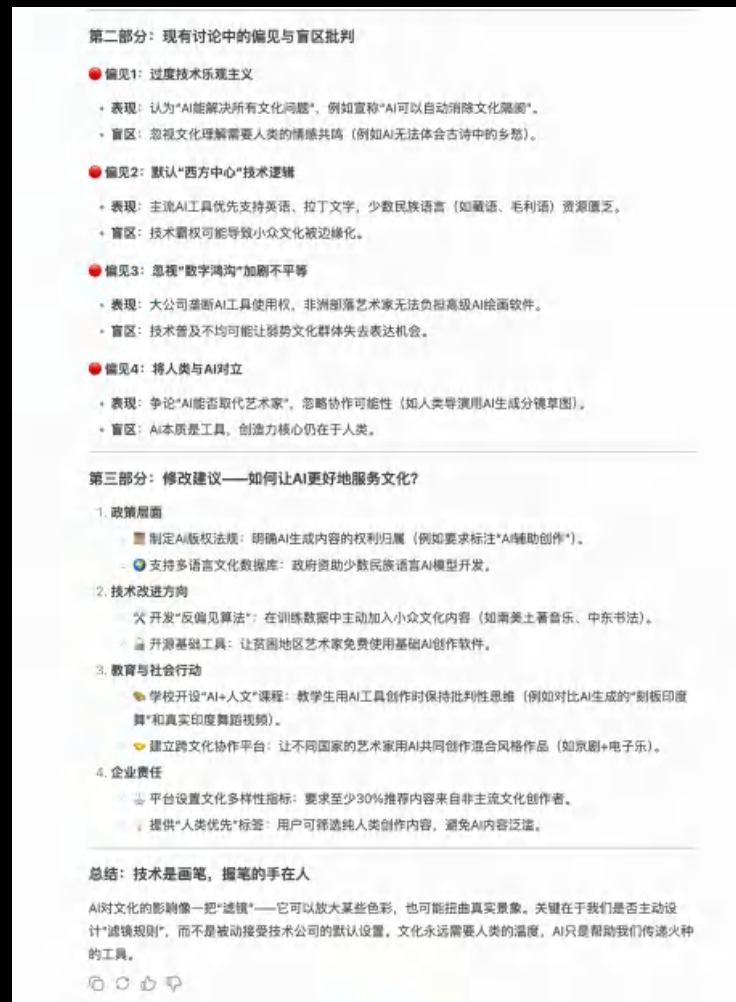 第二部分：现有讨论中的偏见与盲区批判
偏见1：过度技术乐观主义
表现：认为“AI能解决所有文化问题”，例如宣称“AI可以自动消除文化隔阂”。
盲区：忽视文化理解需要人类的情感共鸣（例如AI无法体会古诗中的乡愁）。
偏见2：默认“西方中心”技术逻辑
表现：主流AI工具优先支持英语、拉丁文字，少数民族语言（如藏语、毛利语）资源匮乏。
盲区：技术霸权可能导致小众文化被边缘化。
偏见3：忽视“数字鸿沟”加剧不平等
表现：大公司垄断AI工具使用权，非洲部落艺术家无法负担高级AI绘画软件。
盲区：技术普及不均可能让弱势文化群体失去表达机会。
偏见4：将人类与AI对立
表现：争论“AI能否取代艺术家”，忽略协作可能性（如人类导演用AI生成分镜草图）。
盲区：AI本质是工具，创造力核心仍在于人类。
第三部分：修改建议——如何让AI更好地服务文化？
1. 政策层面
制定AI版权法规：明确AI生成内容的权利归属（例如要求标注“AI辅助创作”）。
支持多语言文化数据库：政府资助少数民族语言AI模型开发。
2. 技术改进方向
开发“反偏见算法”：在训练数据中主动加入小众文化内容（如南美土著音乐、中东书法）。
开源基础工具：让贫困地区艺术家免费使用基础AI创作软件。
3. 教育与社会行动
学校开设“AI+人文”课程：教学生用AI工具创作时保持批判性思维（例如对比AI生成的“刻板印度
舞”和真实印度舞蹈视频）。
建立跨文化协作平台：让不同国家的艺术家用AI共同创作混合风格作品（如京剧+电子乐）。
4. 企业责任
平台设置文化多样性指标：要求至少30%推荐内容来自非主流文化创作者。
提供“人类优先”标签：用户可筛选纯人类创作内容，避免AI内容泛滥。
总结：技术是画笔，握笔的手在人
AI对文化的影响像一把“滤镜”——它可以放大某些色彩，也可能扭曲真实景象。关键在于我们是否主动设
计“滤镜规则”，而不是被动接受技术公司的默认设置。文化永远需要人类的温度，AI只是帮助我们传递火种
的工具。